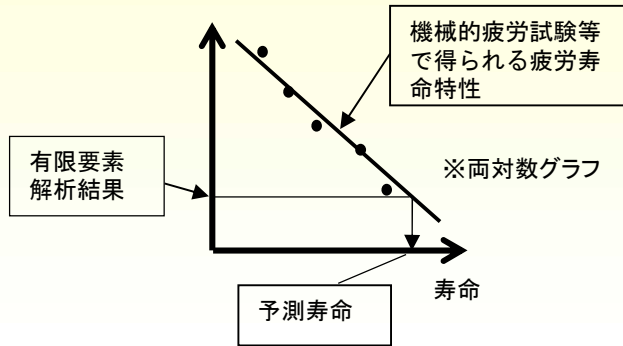 機械的疲労試験等
で得られる疲労寿
命特性
有限要素
解析結果
※両対数グラフ
寿命
予測寿命